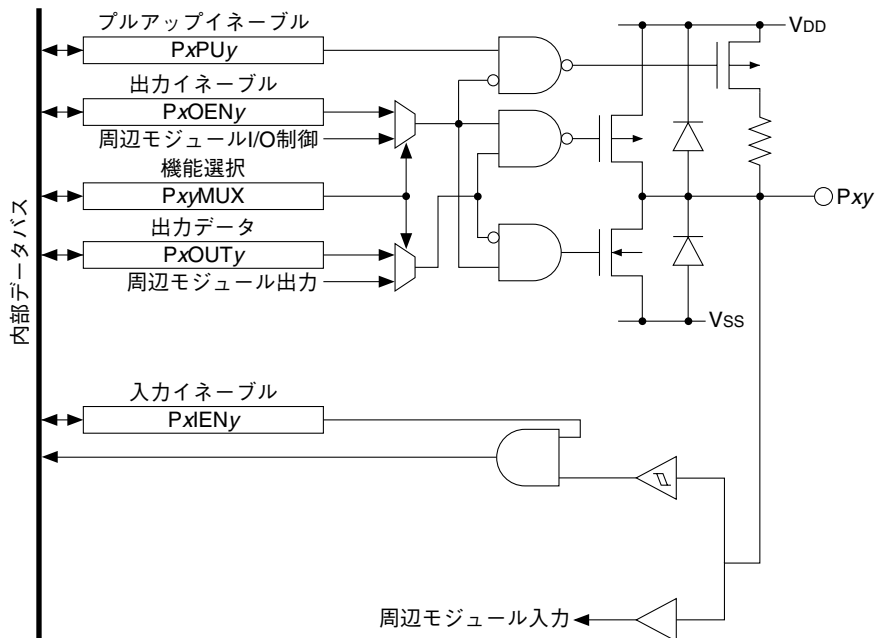 プルアップイネーブル
PxPUy
出力イネーブル
PxOENy
周辺モジュールI/O制御
機能選択
PxyMUX
出力データ
PxOUTy
周辺モジュール出力
内部データバス
VDD
Pxy
VSS
入力イネーブル
PxIENy
周辺モジュール入力